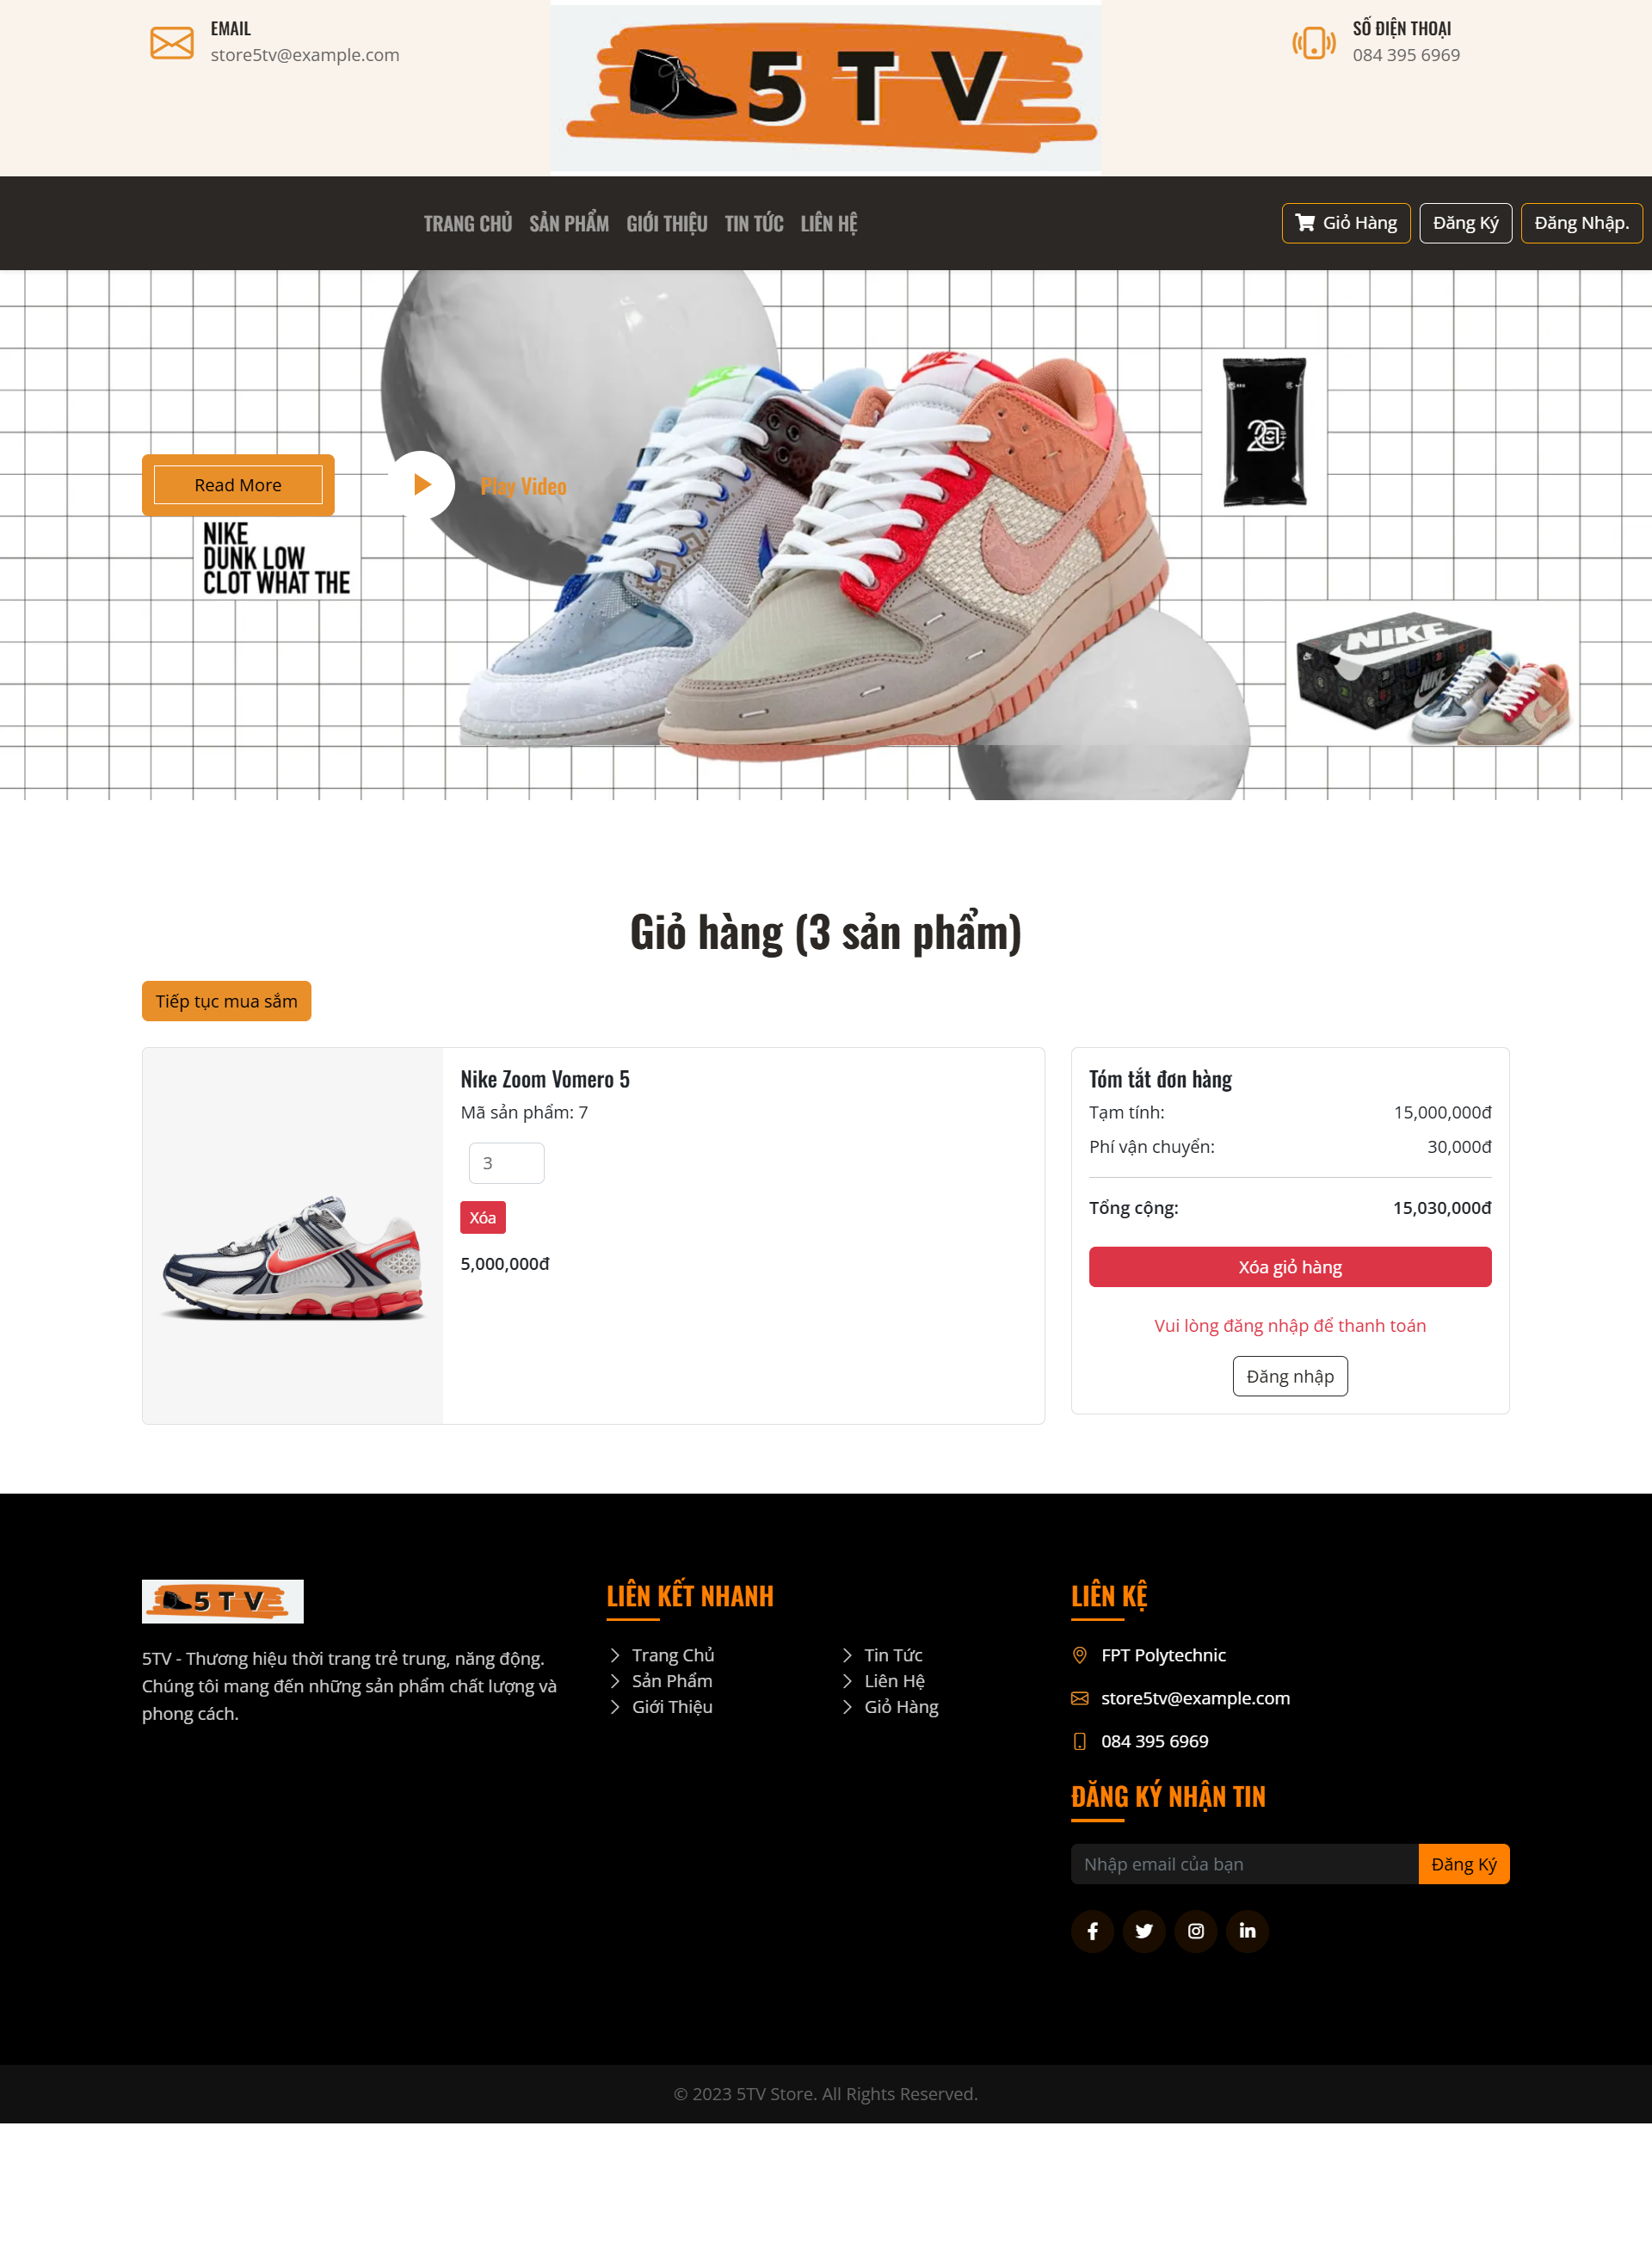 EMAIL
store5tv@example.com
5TV
SỐ ĐIỆN THOẠI
084 395 6969
TRANG CHỦ SẢN PHẨM GIỚI THIỆU TIN TỨC LIÊN HỆ
Giỏ Hàng Đăng Ký Đăng Nhập.
Read More
Play Video
NIKE
DUNK LOW
CLOT WHAT THE
NIKE
Giỏ hàng (3 sản phẩm)
Tiếp tục mua sắm
Nike Zoom Vomero 5
Mã sản phẩm: 7
3
Xóa
5,000,000đ
Tóm tắt đơn hàng
Tạm tính: 15,000,000đ
Phí vận chuyển: 30,000đ
Tổng cộng: 15,030,000đ
Xóa giỏ hàng
Vui lòng đăng nhập để thanh toán
Đăng nhập
5TV
5TV - Thương hiệu thời trang trẻ trung, năng động.
Chúng tôi mang đến những sản phẩm chất lượng và
phong cách.
LIÊN KẾT NHANH
Trang Chủ
Sản Phẩm
Giới Thiệu
Tin Tức
Liên Hệ
Giỏ Hàng
LIÊN KỆ
FPT Polytechnic
store5tv@example.com
084 395 6969
ĐĂNG KÝ NHẬN TIN
Nhập email của bạn Đăng Ký
© 2023 5TV Store. All Rights Reserved.